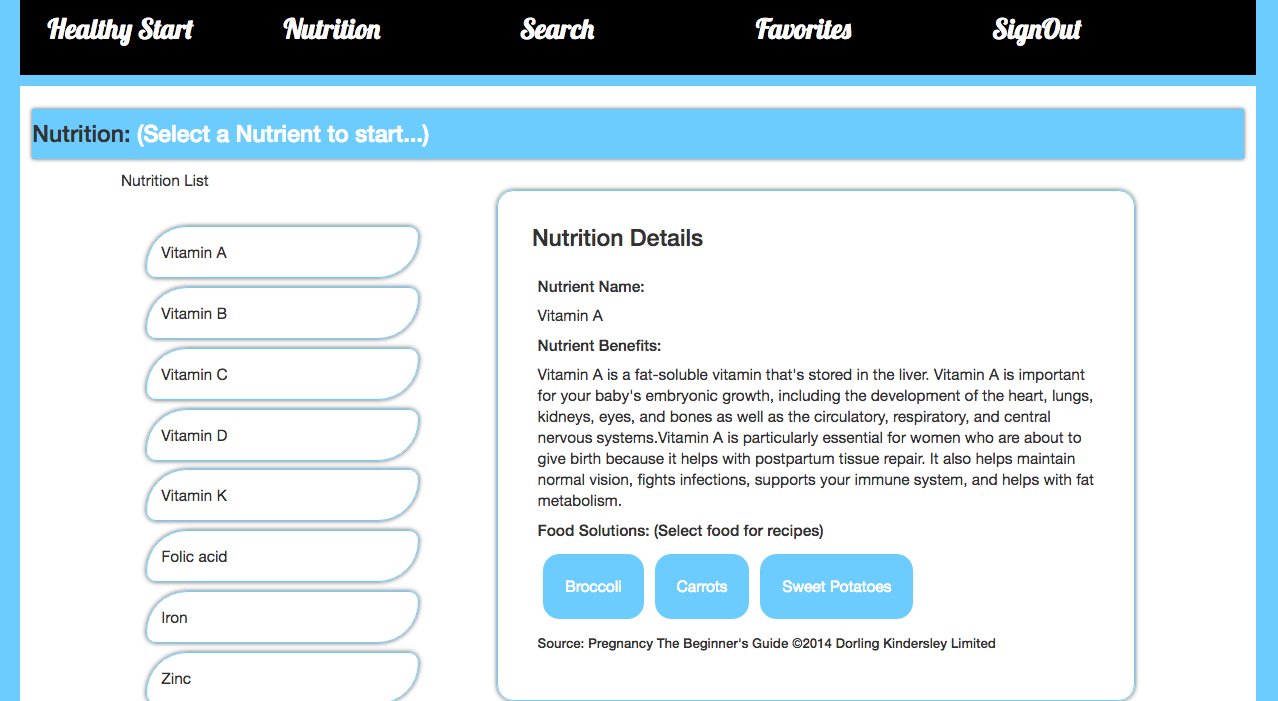 Healthy Start Nutrition Search Favorites SignOut
Nutrition: (Select a Nutrient to start...)
Nutrition List
Vitamin A
Vitamin B
Vitamin C
Vitamin D
Vitamin K
Folic acid
Iron
Zinc
Nutrition Details
Nutrient Name:
Vitamin A
Nutrient Benefits:
Vitamin A is a fat-soluble vitamin that's stored in the liver. Vitamin A is important
for your baby's embryonic growth, including the development of the heart, lungs,
kidneys, eyes, and bones as well as the circulatory, respiratory, and central
nervous systems.Vitamin A is particularly essential for women who are about to
give birth because it helps with postpartum tissue repair. It also helps maintain
normal vision, fights infections, supports your immune system, and helps with fat
metabolism.
Food Solutions: (Select food for recipes)
Broccoli Carrots Sweet Potatoes
Source: Pregnancy The Beginner's Guide ©2014 Dorling Kindersley Limited